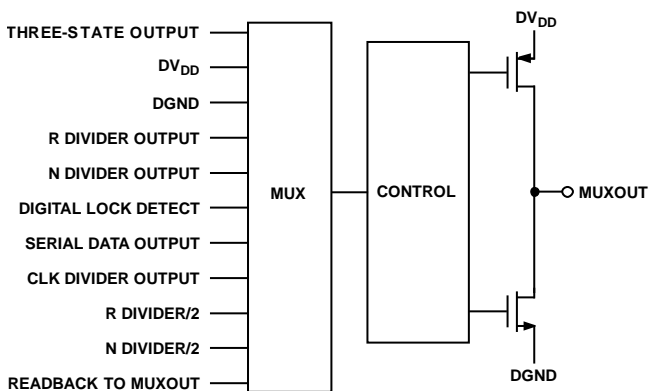 THREE-STATE OUTPUT
DVDD
DGND
R DIVIDER OUTPUT
N DIVIDER OUTPUT
DIGITAL LOCK DETECT
SERIAL DATA OUTPUT
CLK DIVIDER OUTPUT
R DIVIDER/2
N DIVIDER/2
READBACK TO MUXOUT
MUX
CONTROL
DVDD
MUXOUT
DGND